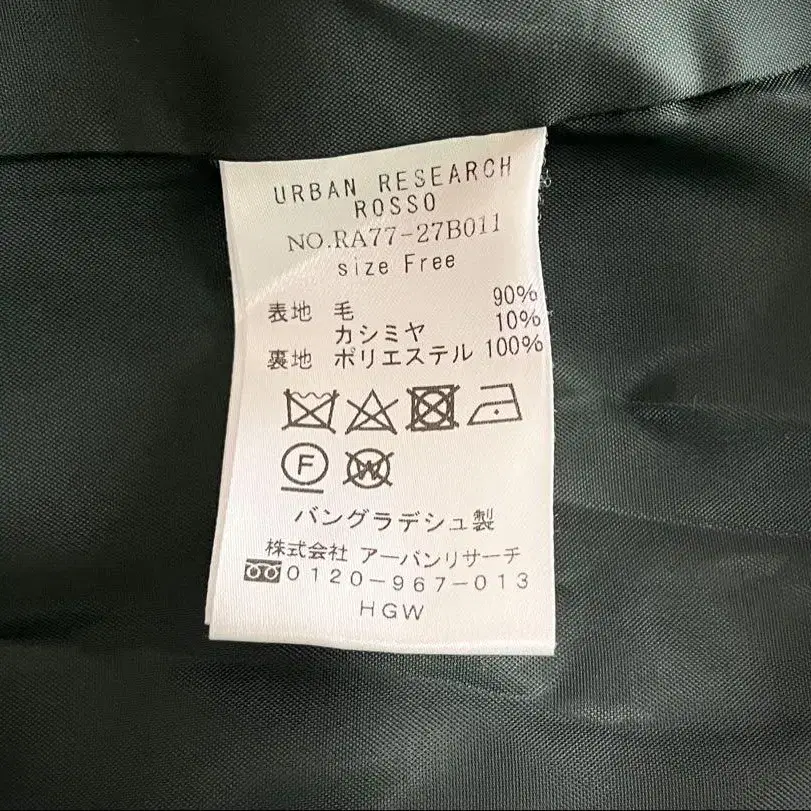 URBAN RESEARCH
ROSSO
NO.RA77-27B011
size Free
表地 毛 90%
カシミヤ 10%
裏地 ポリエステル 100%
F
W
バングラデシュ製
株式会社 アーバンリサーチ
0120-967-013
HGW